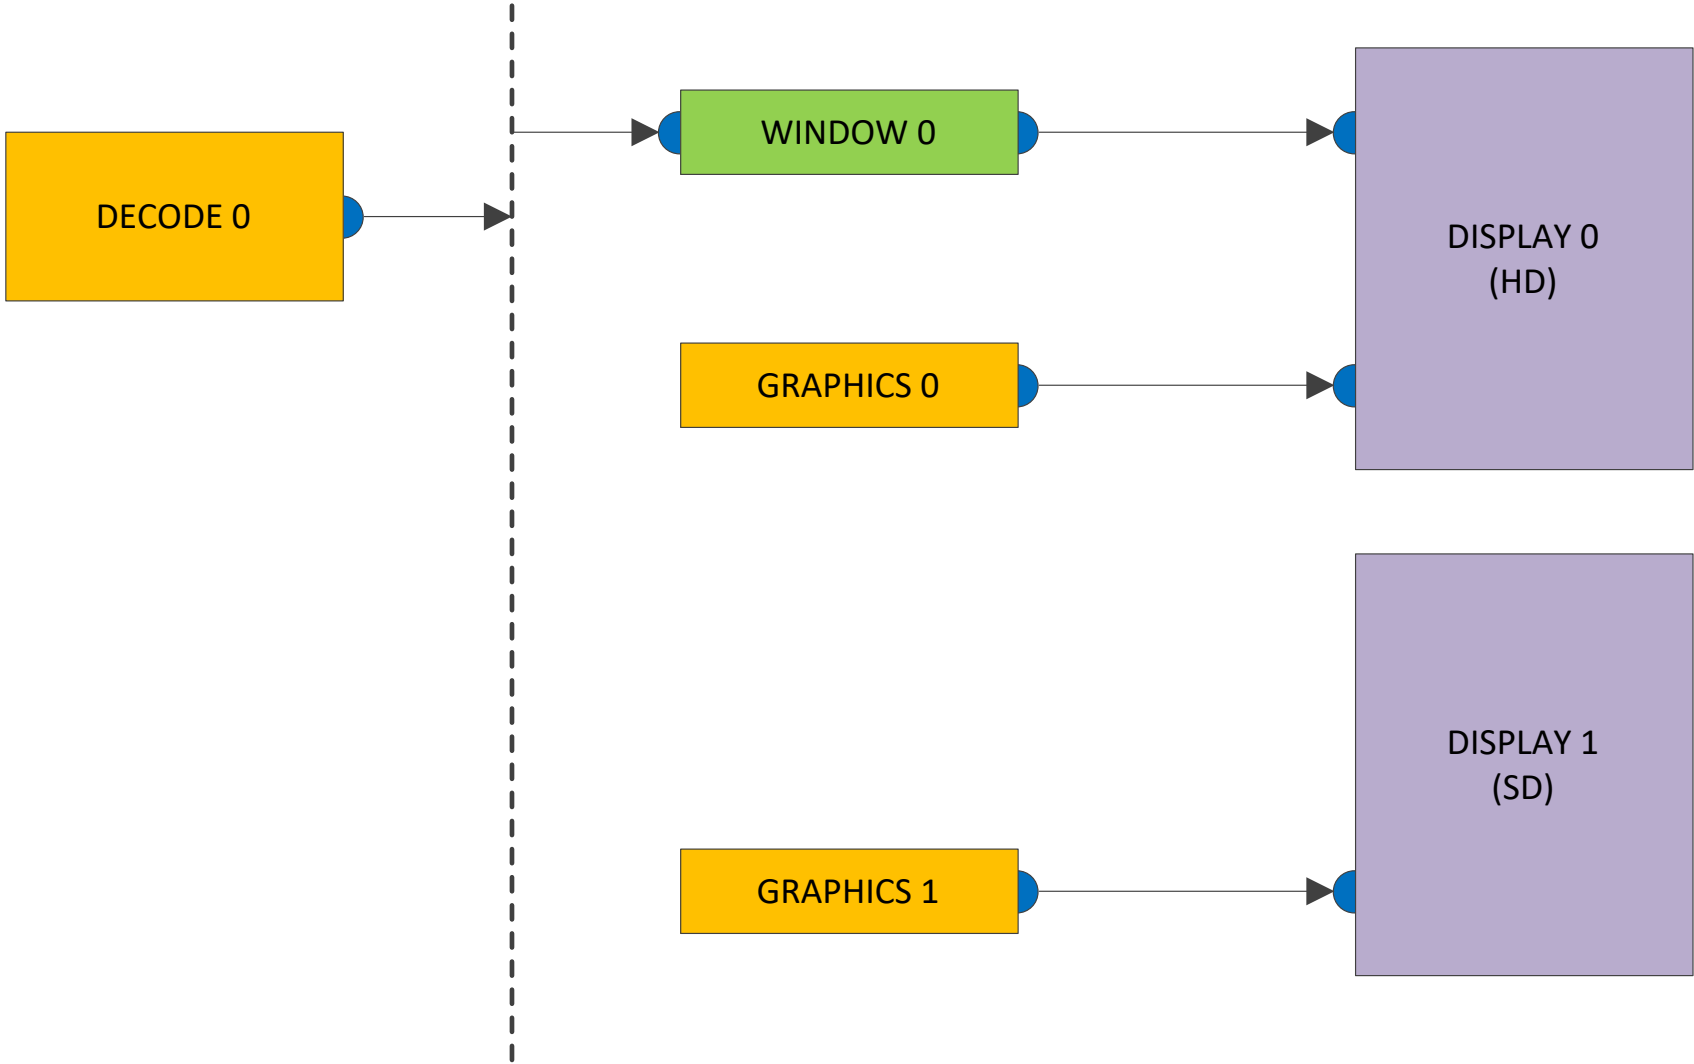 WINDOW 0
DECODE 0
DISPLAY 0
(HD)
GRAPHICS 0
DISPLAY 1
(SD)
GRAPHICS 1